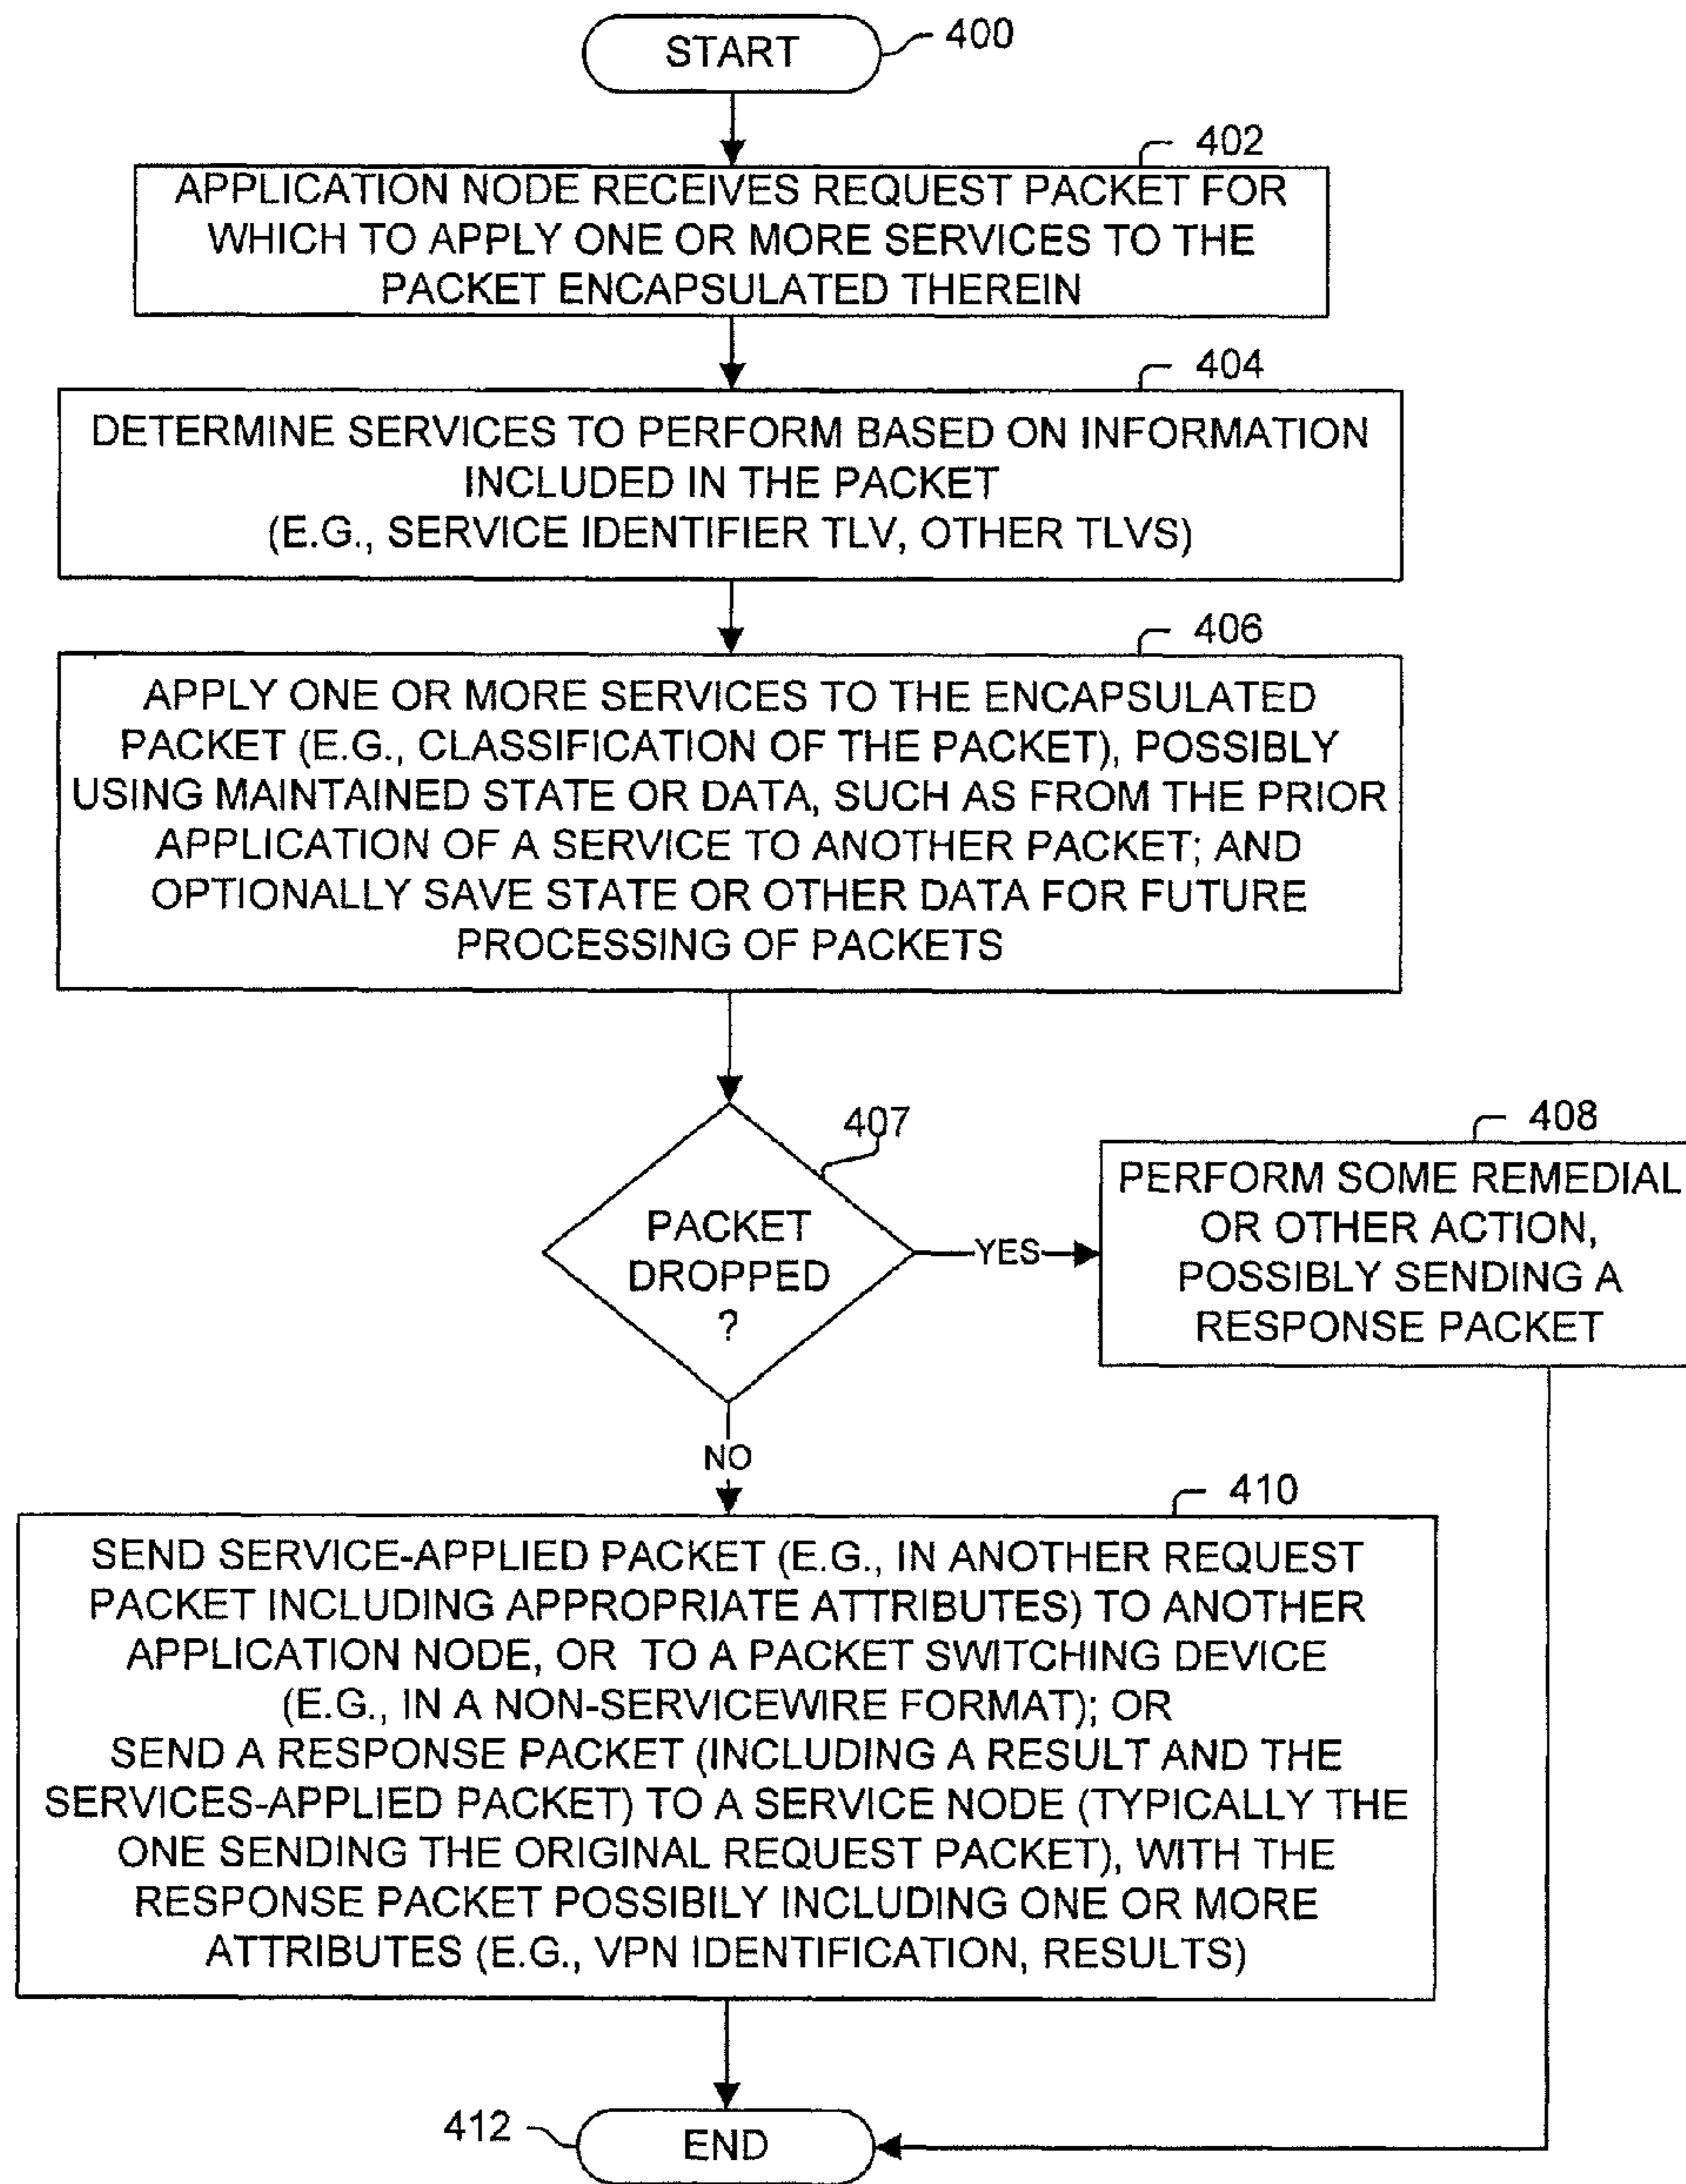 START
400
402
APPLICATION NODE RECEIVES REQUEST PACKET FOR
WHICH TO APPLY ONE OR MORE SERVICES TO THE
PACKET ENCAPSULATED THEREIN
404
DETERMINE SERVICES TO PERFORM BASED ON INFORMATION
INCLUDED IN THE PACKET
(E.G., SERVICE IDENTIFIER TLV, OTHER TLVS)
406
APPLY ONE OR MORE SERVICES TO THE ENCAPSULATED
PACKET (E.G., CLASSIFICATION OF THE PACKET), POSSIBLY
USING MAINTAINED STATE OR DATA, SUCH AS FROM THE PRIOR
APPLICATION OF A SERVICE TO ANOTHER PACKET; AND
OPTIONALLY SAVE STATE OR OTHER DATA FOR FUTURE
PROCESSING OF PACKETS
407
PACKET
DROPPED
?
YES
408
PERFORM SOME REMEDIAL
OR OTHER ACTION,
POSSIBLY SENDING A
RESPONSE PACKET
NO
410
SEND SERVICE-APPLIED PACKET (E.G., IN ANOTHER REQUEST
PACKET INCLUDING APPROPRIATE ATTRIBUTES) TO ANOTHER
APPLICATION NODE, OR TO A PACKET SWITCHING DEVICE
(E.G., IN A NON-SERVICEWIRE FORMAT); OR
SEND A RESPONSE PACKET (INCLUDING A RESULT AND THE
SERVICES-APPLIED PACKET) TO A SERVICE NODE (TYPICALLY THE
ONE SENDING THE ORIGINAL REQUEST PACKET), WITH THE
RESPONSE PACKET POSSIBILY INCLUDING ONE OR MORE
ATTRIBUTES (E.G., VPN IDENTIFICATION, RESULTS)
412
END